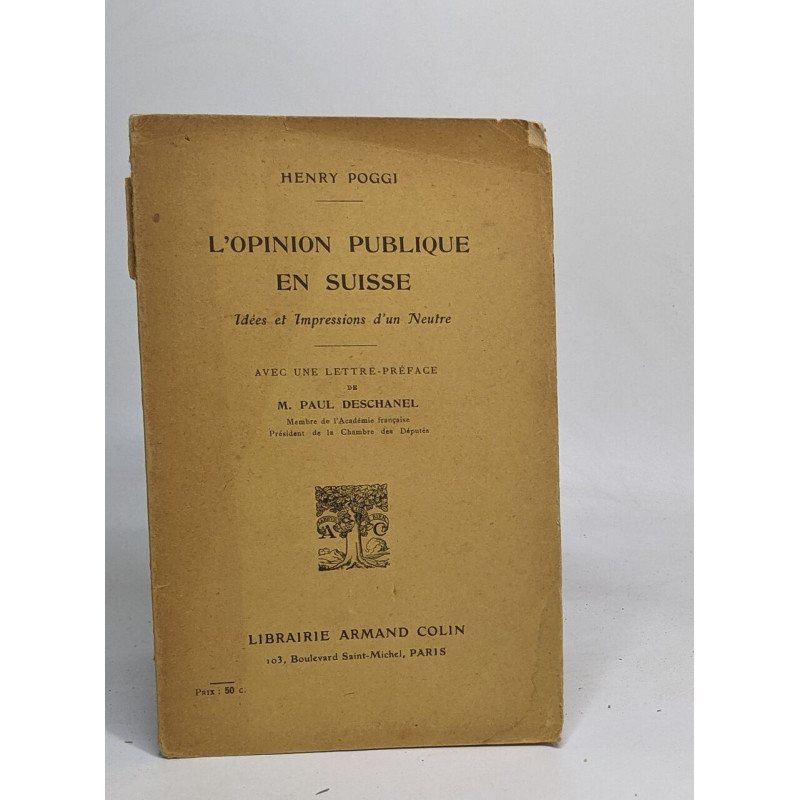 HENRY POGGI
L'OPINION PUBLIQUE
EN SUISSE
Idées et Impressions d'un Neutre
AVEC UNE LETTRE-PRÉFACE
DE
M. PAUL DESCHANEL
Membre de l'Académie française
Président de la Chambre des Députés
A C
LIBRAIRIE ARMAND COLIN
103, Boulevard Saint-Michel, PARIS
PRIX : 50 c.